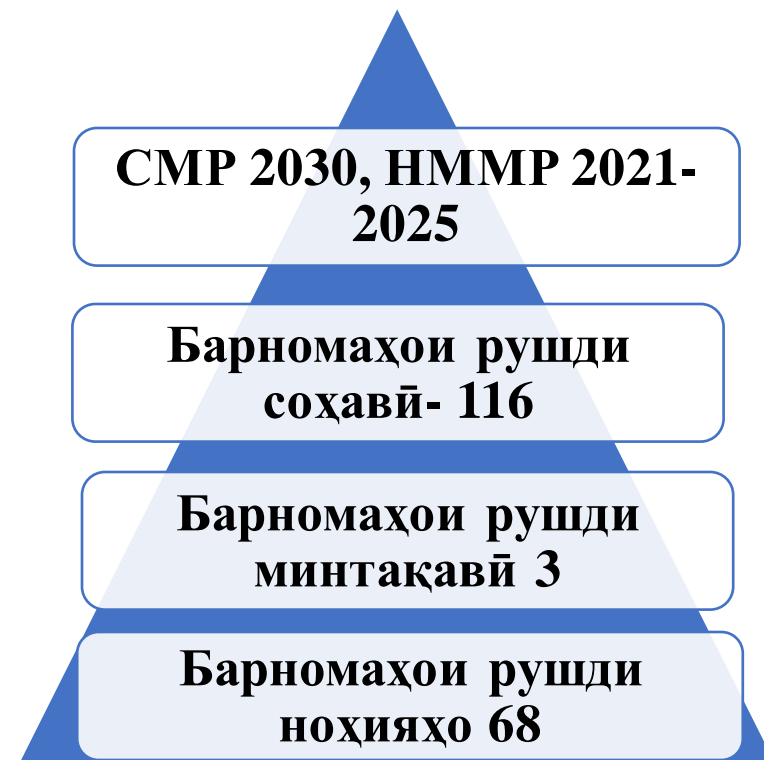 СМР 2030, НММР 2021-
2025
Барномаҳои рушди
соҳавӣ- 116
Барномаҳои рушди
минтақавӣ 3
Барномаҳои рушди
ноҳияҳо 68